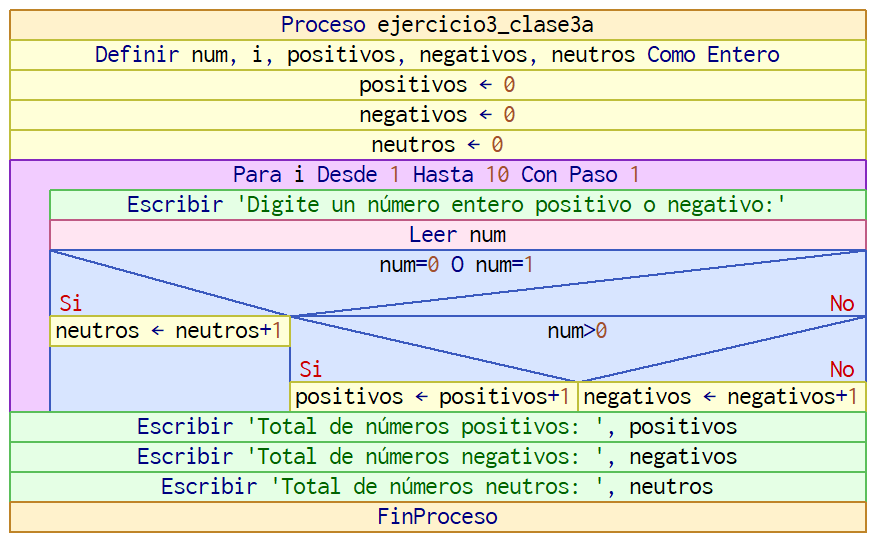 Proceso ejercicio3_clase3a
Definir num, i, positivos, negativos, neutros Como Entero
positivos ← 0
negativos ← 0
neutros ← 0
Para i Desde 1 Hasta 10 Con Paso 1
Escribir 'Digite un número entero positivo o negativo:'
Leer num
num=0 O num=1
Si No
neutros ← neutros+1 num>0
Si No
positivos ← positivos+1 negativos ← negativos+1
Escribir 'Total de números positivos: ', positivos
Escribir 'Total de números negativos: ', negativos
Escribir 'Total de números neutros: ', neutros
FinProceso